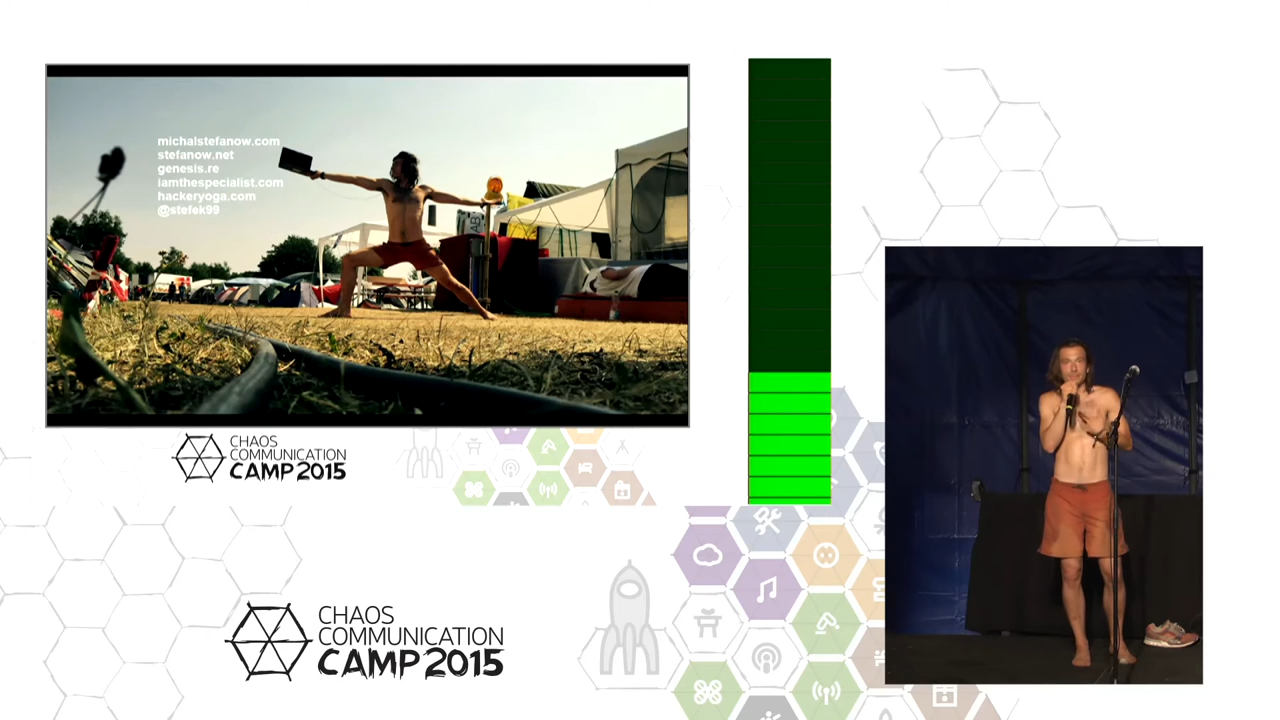 michalstefanow.com
stefanow.net
genesis.re
iamthespecialist.com
hackeryoga.com
@stefek99
CHAOS
COMMUNICATION
CAMP 2015
CHAOS
COMMUNICATION
CAMP 2015